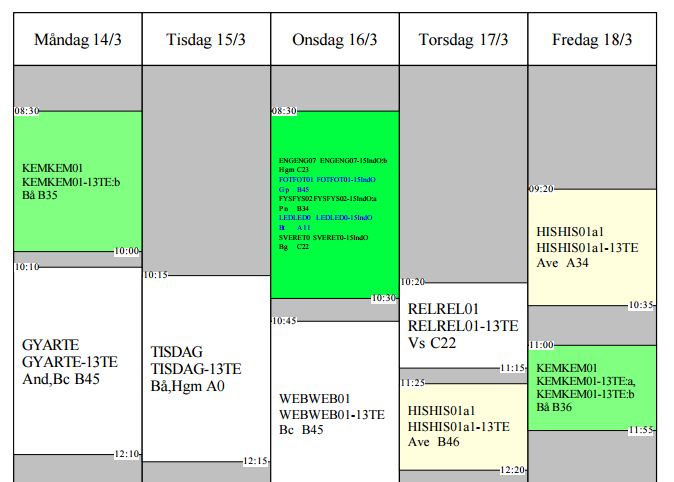 Måndag 14/3
Tisdag 15/3
Onsdag 16/3
Torsdag 17/3
Fredag 18/3
08:30
KEMKEM01
KEMKEM01-13TE:b
Bå B35
10:00
10:10
GYARTE
GYARTE-13TE
And,Bc B45
12:10
10:15
TISDAG
TISDAG-13TE
Bå,Hgm A0
12:15
08:30
ENGENG07 ENGENG07-15IndO:b
Hgm C23
FOTFOT01 FOTFOT01-15IndO
Gp B45
FYSFYS02 FYSFYS02-15IndO:a
Pn B34
LEDLED0 LEDLED0-15IndO
Bt A11
SVERET0 SVERET0-15IndO
Bg C22
10:30
10:45
WEBWEB01
WEBWEB01-13TE
Bc B45
10:20
RELREL01
RELREL01-13TE
Vs C22
11:15
11:25
HISHIS01a1
HISHIS01a1-13TE
Ave B46
12:20
09:20
HISHIS01a1
HISHIS01a1-13TE
Ave A34
10:35
11:00
KEMKEM01
KEMKEM01-13TE:a,
KEMKEM01-13TE:b
Bå B36
11:55